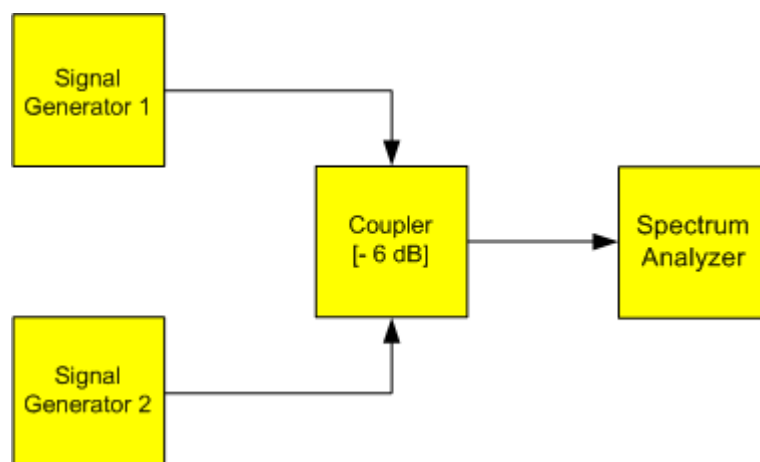 Signal
Generator 1
Coupler
[- 6 dB]
Spectrum
Analyzer
Signal
Generator 2